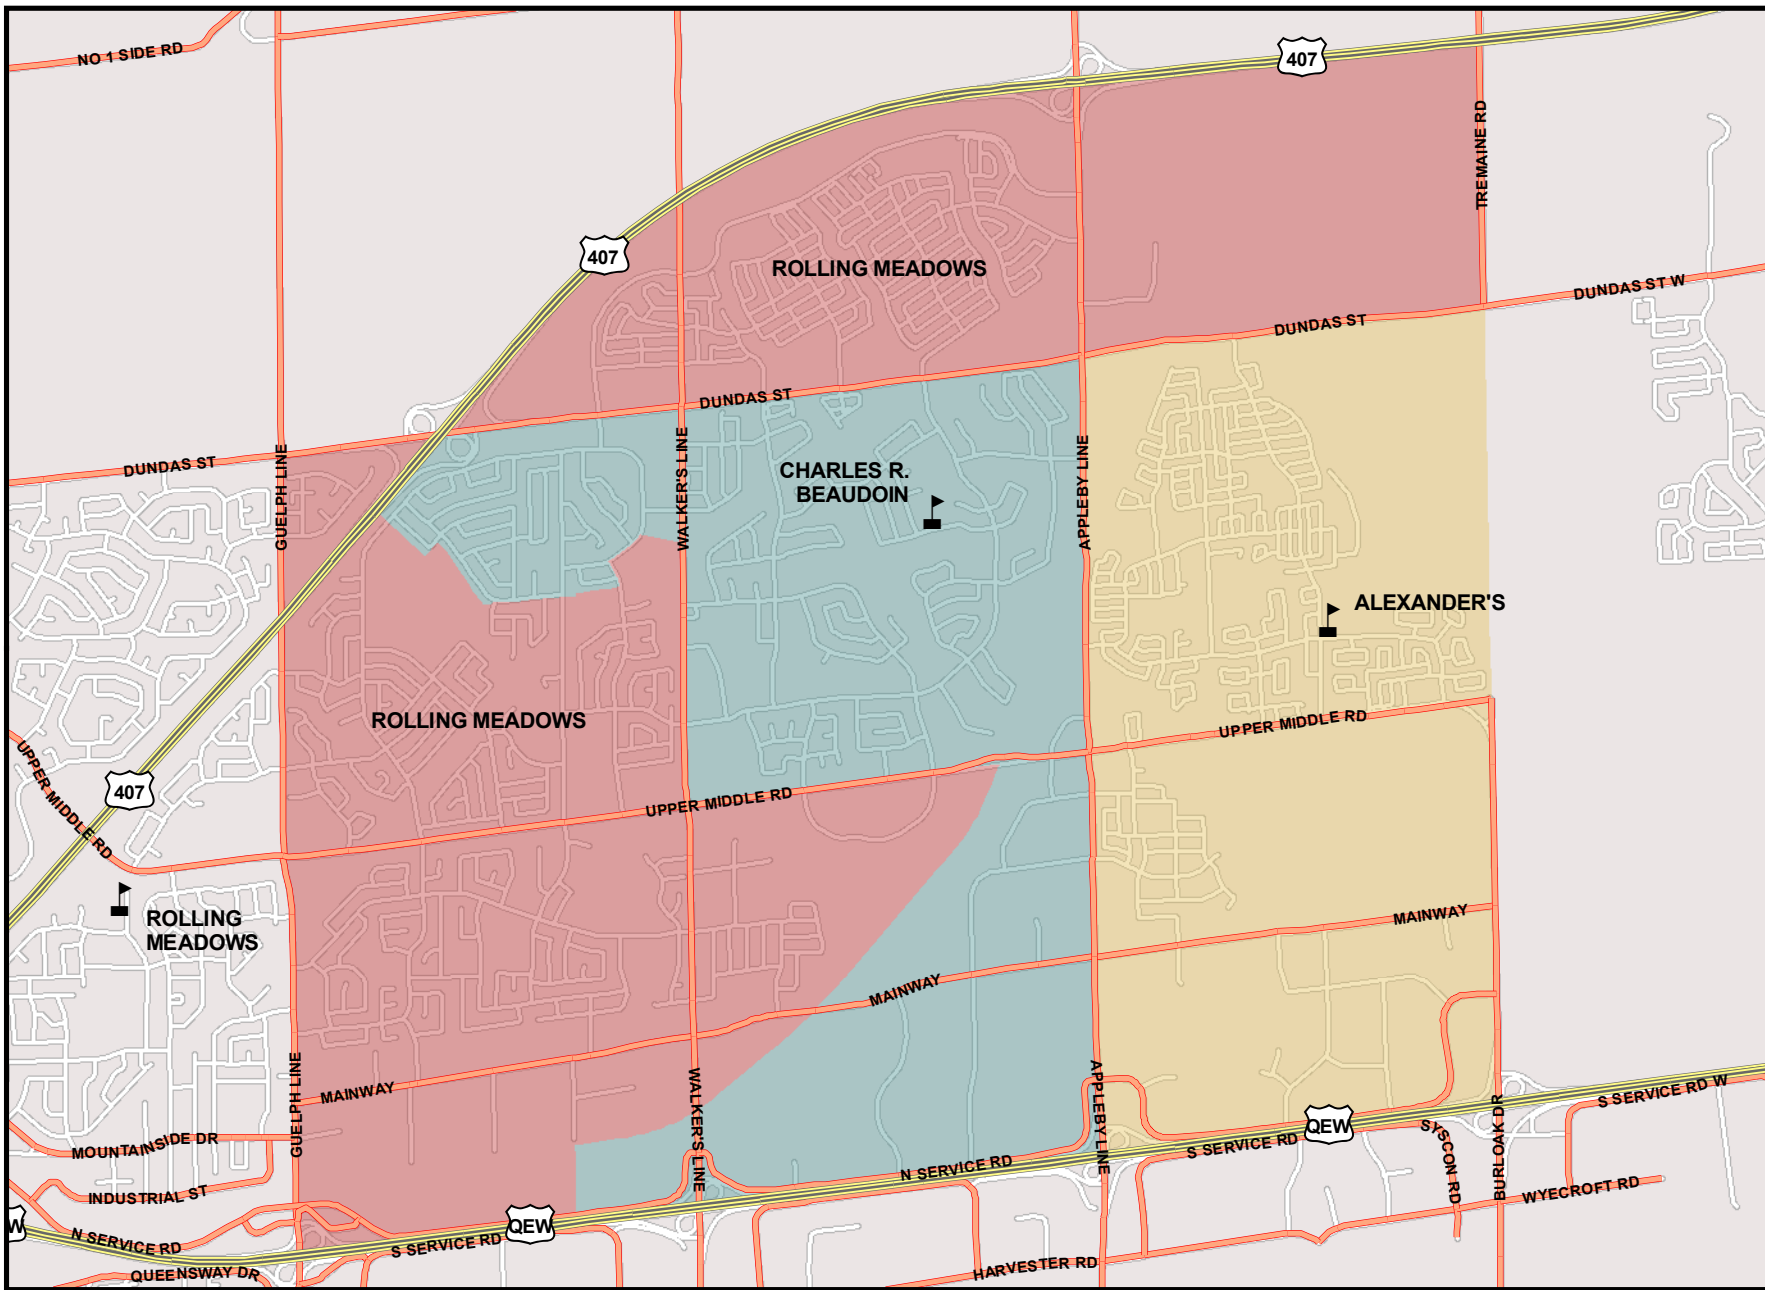 NO 1 SIDE RD
407
TREMAINE RD
407
ROLLING MEADOWS
DUNDAS ST W
DUNDAS ST
DUNDAS ST
DUNDAS ST
GUELPH LINE
WALKER'S LINE
CHARLES R.
BEAUDOIN
APPLEBY LINE
ALEXANDER'S
ROLLING MEADOWS
UPPER MIDDLE RD
UPPER MIDDLE RD
407
UPPER MIDDLE RD
ROLLING
MEADOWS
MAINWAY
MAINWAY
MAINWAY
GUELPH LINE
WALKER'S LINE
APPLEBY LINE
BURLOAK DR
S SERVICE RD W
QEW
SYSCON RD
MOUNTAINSIDE DR
S SERVICE RD
N SERVICE RD
INDUSTRIAL ST
WYECROFT RD
W
QEW
N SERVICE RD
S SERVICE RD
QUEENSWAY DR
HARVESTER RD